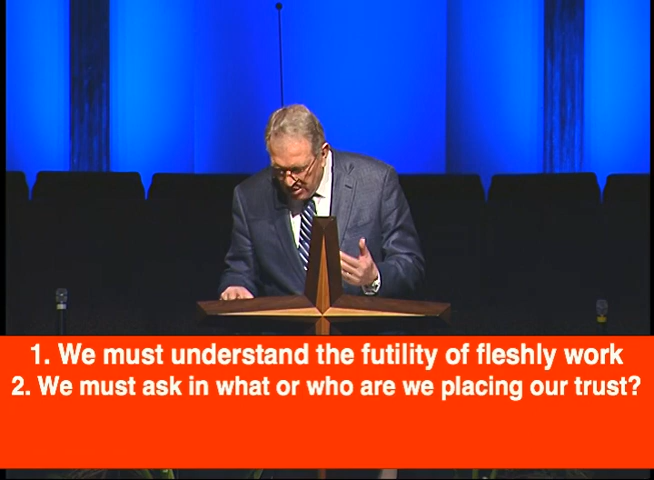 1. We must understand the futility of fleshly work
2. We must ask in what or who are we placing our trust?